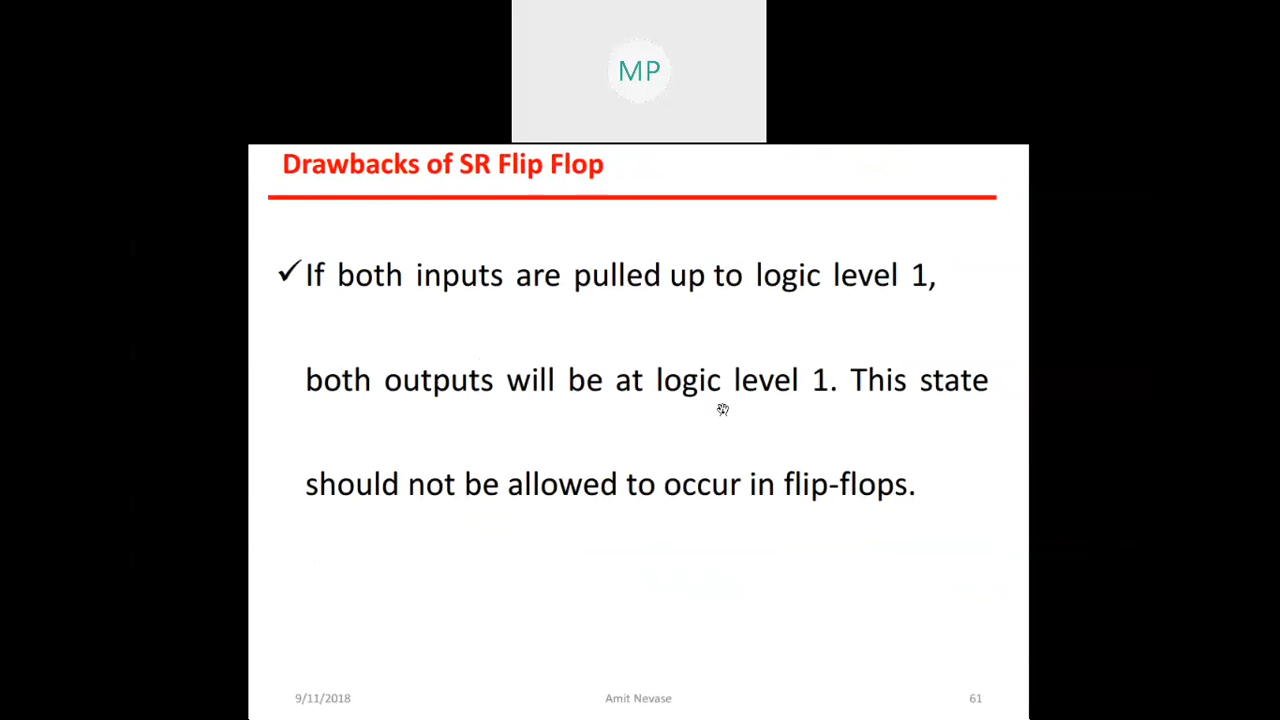 MP
Drawbacks of SR Flip Flop
✓If both inputs are pulled up to logic level 1,
both outputs will be at logic level 1. This state
should not be allowed to occur in flip-flops.
9/11/2018 Amit Nevase 61